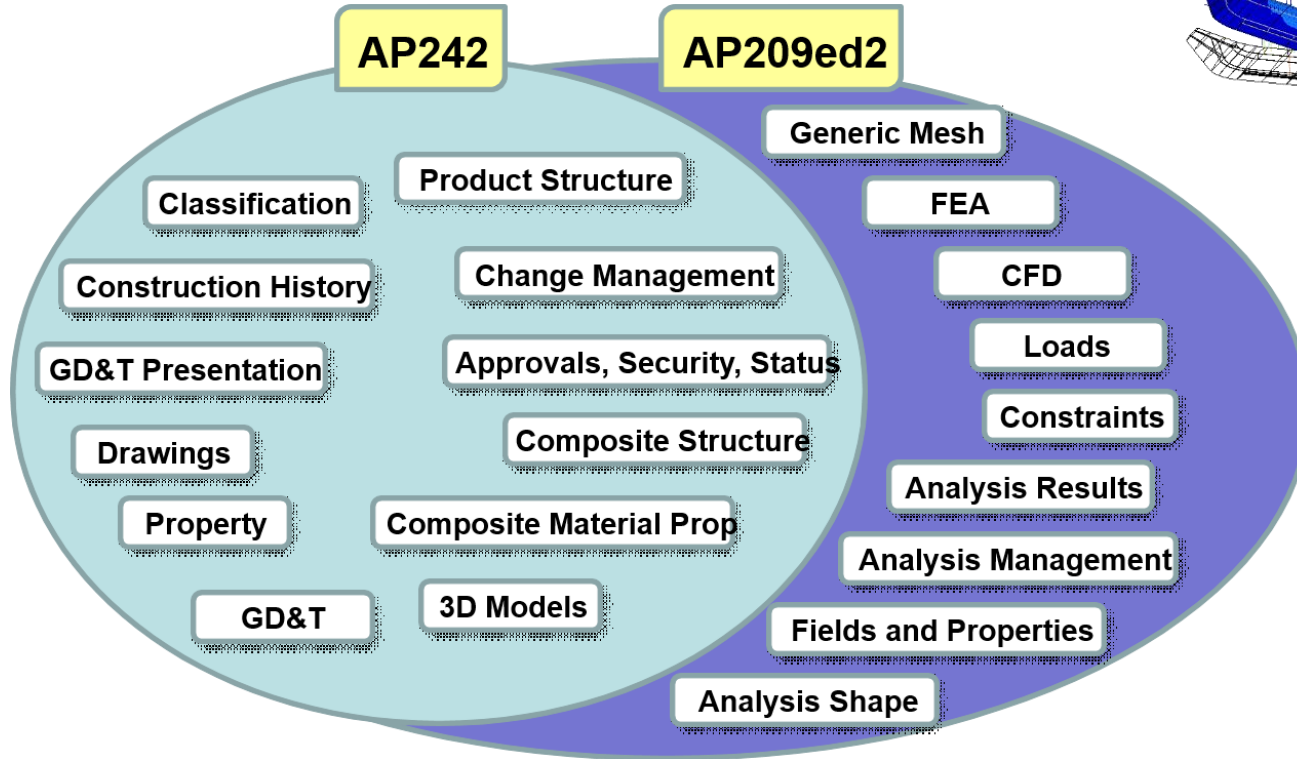 AP242
AP209ed2
Generic Mesh
Product Structure
Classification
FEA
Change Management
CFD
Construction History
Loads
Approvals, Security, Status
GD&T Presentation
Constraints
Composite Structure
Drawings
Analysis Results
Property
Composite Material Prop
Analysis Management
3D Models
GD&T
Fields and Properties
Analysis Shape